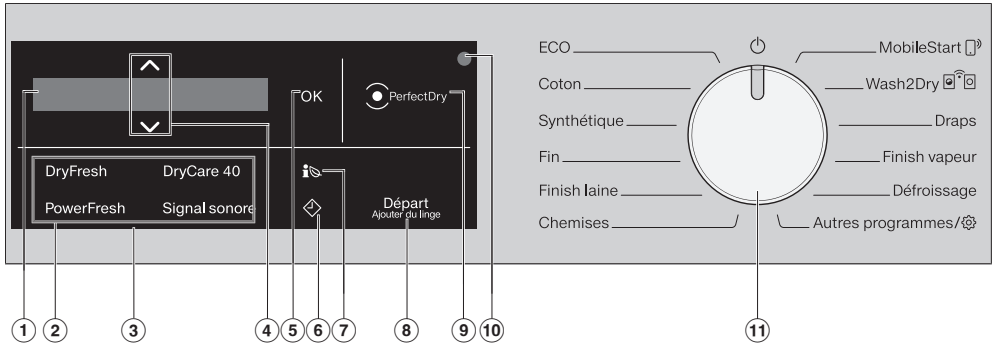 OK
PerfectDry
DryFresh DryCare 40
PowerFresh Signal sonore
Départ
Ajouter du linge
ECO
Coton
Synthétique
Fin
Finish laine
Chemises
MobileStart
Wash2Dry
Draps
Finish vapeur
Défroissage
Autres programmes/
1 2 3 4 5 6 7 8 9 10 11